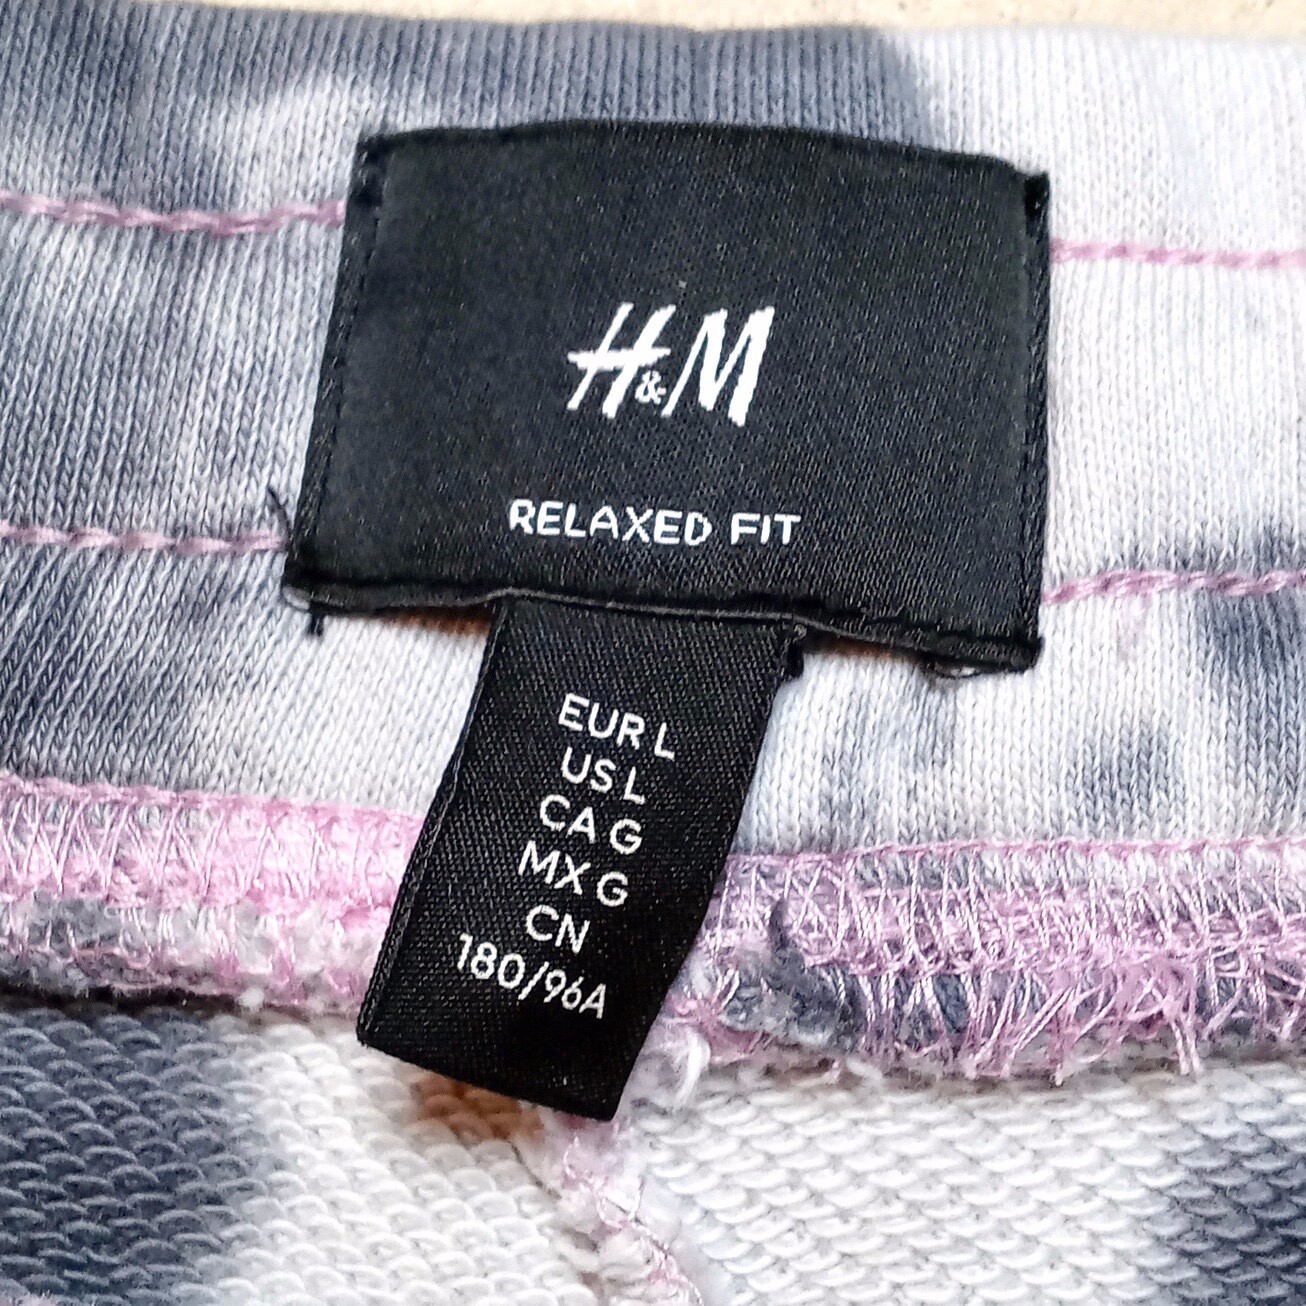 H&M
RELAXED FIT
EUR L
US L
CA G
MX G
CN
180/96A